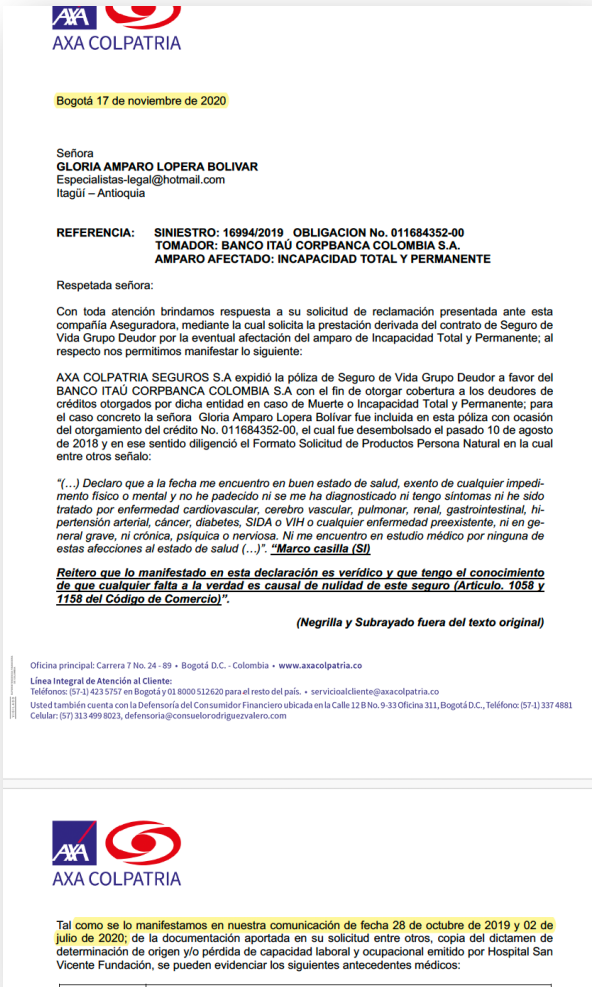 AXA
AXA COLPATRIA
Bogotá 17 de noviembre de 2020
Señora
GLORIA AMPARO LOPERA BOLIVAR
Especialistas-legal@hotmail.com
Itagüí – Antioquia
REFERENCIA: SINIESTRO: 16994/2019 OBLIGACION No. 011684352-00
TOMADOR: BANCO ITAÚ CORPBANCA COLOMBIA S.A.
AMPARO AFECTADO: INCAPACIDAD TOTAL Y PERMANENTE
Respetada señora:
Con toda atención brindamos respuesta a su solicitud de reclamación presentada ante esta
compañía Aseguradora, mediante la cual solicita la prestación derivada del contrato de Seguro de
Vida Grupo Deudor por la eventual afectación del amparo de Incapacidad Total y Permanente; al
respecto nos permitimos manifestar lo siguiente:
AXA COLPATRIA SEGUROS S.A expidió la póliza de Seguro de Vida Grupo Deudor a favor del
BANCO ITAÚ CORPBANCA COLOMBIA S.A con el fin de otorgar cobertura a los deudores de
créditos otorgados por dicha entidad en caso de Muerte o Incapacidad Total y Permanente; para
el caso concreto la señora Gloria Amparo Lopera Bolívar fue incluida en esta póliza con ocasión
del otorgamiento del crédito No. 011684352-00, el cual fue desembolsado el pasado 10 de agosto
de 2018 y en ese sentido diligenció el Formato Solicitud de Productos Persona Natural en la cual
entre otros señalo:
“(…) Declaro que a la fecha me encuentro en buen estado de salud, exento de cualquier impedi-
mento físico o mental y no he padecido ni se me ha diagnosticado ni tengo síntomas ni he sido
tratado por enfermedad cardiovascular, cerebro vascular, pulmonar, renal, gastrointestinal, hi-
pertensión arterial, cáncer, diabetes, SIDA o VIH o cualquier enfermedad preexistente, ni en ge-
neral grave, ni crónica, psíquica o nerviosa. Ni me encuentro en estudio médico por ninguna de
estas afecciones al estado de salud (…)”. “Marco casilla (SI)
Reitero que lo manifestado en esta declaración es verídico y que tengo el conocimiento
de que cualquier falta a la verdad es causal de nulidad de este seguro (Articulo. 1058 y
1158 del Código de Comercio)”.
(Negrilla y Subrayado fuera del texto original)
Oficina principal: Carrera 7 No. 24 - 89 • Bogotá D.C. - Colombia • www.axacolpatria.co
Línea Integral de Atención al Cliente:
Teléfonos: (57-1) 423 5757 en Bogotá y 01 8000 512620 para el resto del país. • servicioalcliente@axacolpatria.co
Usted también cuenta con la Defensoría del Consumidor Financiero ubicada en la Calle 12 B No. 9-33 Oficina 311, Bogotá D.C., Teléfono: (57-1) 337 4881
Celular: (57) 313 499 8023, defensoria@consuelorodriguezvalero.com
AXA
AXA COLPATRIA
Tal como se lo manifestamos en nuestra comunicación de fecha 28 de octubre de 2019 y 02 de
julio de 2020; de la documentación aportada en su solicitud entre otros, copia del dictamen de
determinación de origen y/o pérdida de capacidad laboral y ocupacional emitido por Hospital San
Vicente Fundación, se pueden evidenciar los siguientes antecedentes médicos: